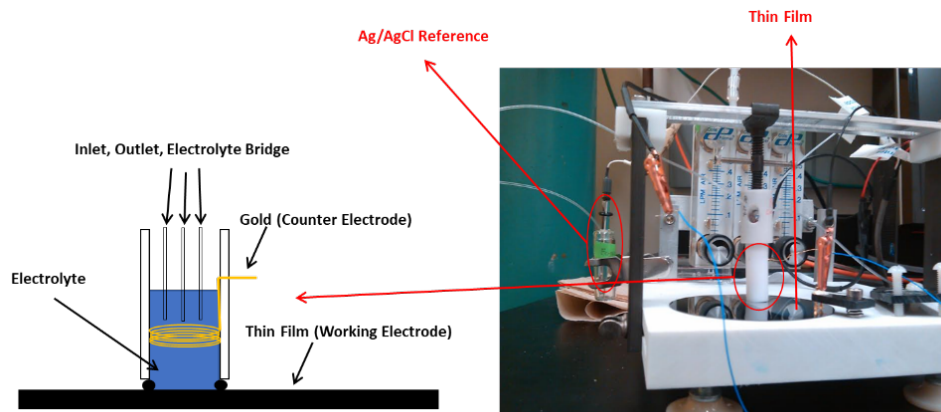 Thin Film
Ag/AgCl Reference
Inlet, Outlet, Electrolyte Bridge
Gold (Counter Electrode)
Electrolyte
Thin Film (Working Electrode)